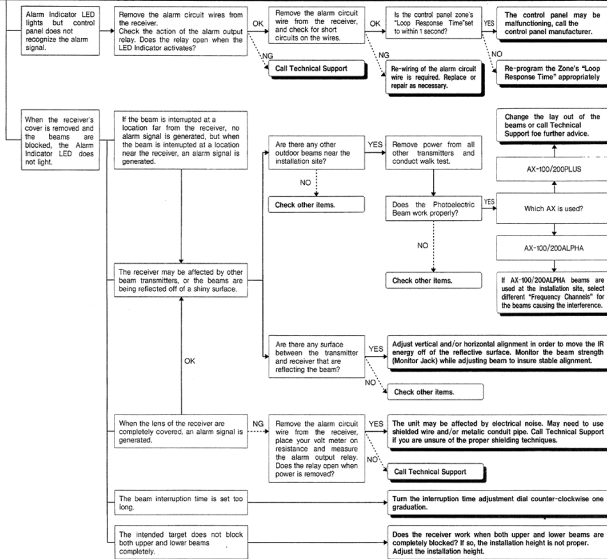 Alarm Indicator LED
lights but control
panel does not
recognize the alarm
signal.
Remove the alarm circuit wires from
the receiver.
Check the action of the alarm output
relay. Does the relay open when the
LED Indicator activates?
OK
NG
Call Technical Support
Remove the alarm circuit
wire from the receiver,
and check for short
circuits on the wires.
OK
NG
Re-wiring of the alarm circuit
wire is required. Replace or
repair as necessary.
Is the control panel zone's
"Loop Response Time"set
to within 1 second?
YES
NO
The control panel may be
malfunctioning, call the
control panel manufacturer.
Re-program the Zone's "Loop
Response Time" appropriately
When the receiver's
cover is removed and
the beams are
blocked, the Alarm
Indicator LED does
not light.
If the beam is interrupted at a
location far from the receiver, no
alarm signal is generated, but when
the beam is interrupted at a location
near the receiver, an alarm signal is
generated.
The receiver may be affected by other
beam transmitters, or the beams are
being reflected off of a shiny surface.
OK
Are there any other
outdoor beams near the
installation site?
YES
NO
Check other items.
Remove power from all
other transmitters and
conduct walk test.
Does the Photoelectric
Beam work properly?
YES
NO
Check other items.
Change the lay out of the
beams or call Technical
Support foe further advice.
AX-100/200PLUS
Which AX is used?
AX-100/200ALPHA
If AX-100/200ALPHA beams are
used at the installation site, select
different "Frequency Channels" for
the beams causing the interference.
Are there any surface
between the transmitter
and receiver that are
reflecting the beam?
YES
NO
Adjust vertical and/or horizontal alignment in order to move the IR
energy off of the reflective surface. Monitor the beam strength
(Monitor Jack) while adjusting beam to insure stable alignment.
Check other items.
When the lens of the receiver are
completely covered, an alarm signal is
generated.
NG
Remove the alarm circuit
wire from the receiver,
place your volt meter on
resistance and measure
the alarm output relay.
Does the relay open when
power is removed?
YES
NO
The unit may be affected by electrical noise. May need to use
shielded wire and/or metalic conduit pipe. Call Technical Support
if you are unsure of the proper shielding techniques.
Call Technical Support
The beam interruption time is set too
long.
Turn the interruption time adjustment dial counter-clockwise one
graduation.
The intended target does not block
both upper and lower beams
completely.
Does the receiver work when both upper and lower beams are
completely blocked? If so, the installation height is not proper.
Adjust the installation height.